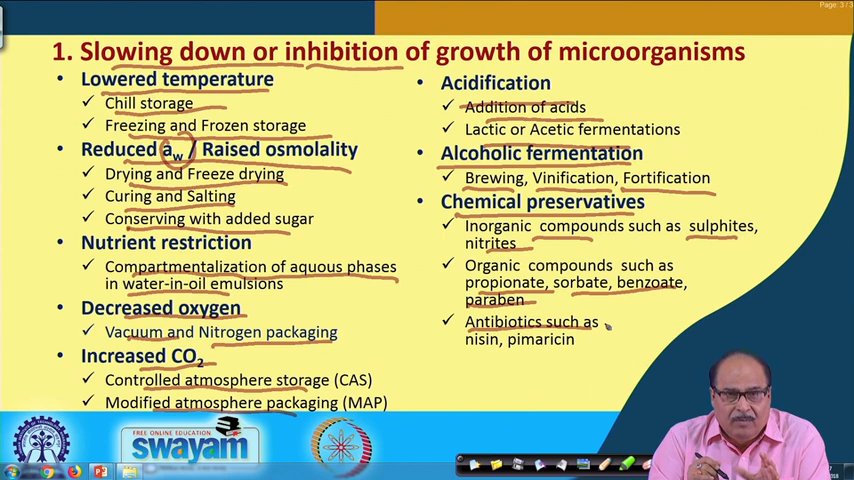 Page: 3/3
1. Slowing down or inhibition of growth of microorganisms
• Lowered temperature
✓ Chill storage
✓ Freezing and Frozen storage
• Reduced aw / Raised osmolality
✓ Drying and Freeze drying
✓ Curing and Salting
✓ Conserving with added sugar
• Nutrient restriction
✓ Compartmentalization of aquous phases
in water-in-oil emulsions
• Decreased oxygen
✓ Vacuum and Nitrogen packaging
• Increased CO2
✓ Controlled atmosphere storage (CAS)
✓ Modified atmosphere packaging (MAP)
• Acidification
✓ Addition of acids
✓ Lactic or Acetic fermentations
• Alcoholic fermentation
✓ Brewing, Vinification, Fortification
• Chemical preservatives
✓ Inorganic compounds such as sulphites,
nitrites
✓ Organic compounds such as
propionate, sorbate, benzoate,
paraben
✓ Antibiotics such as
nisin, pimaricin
FREE ONLINE EDUCATION
swayam